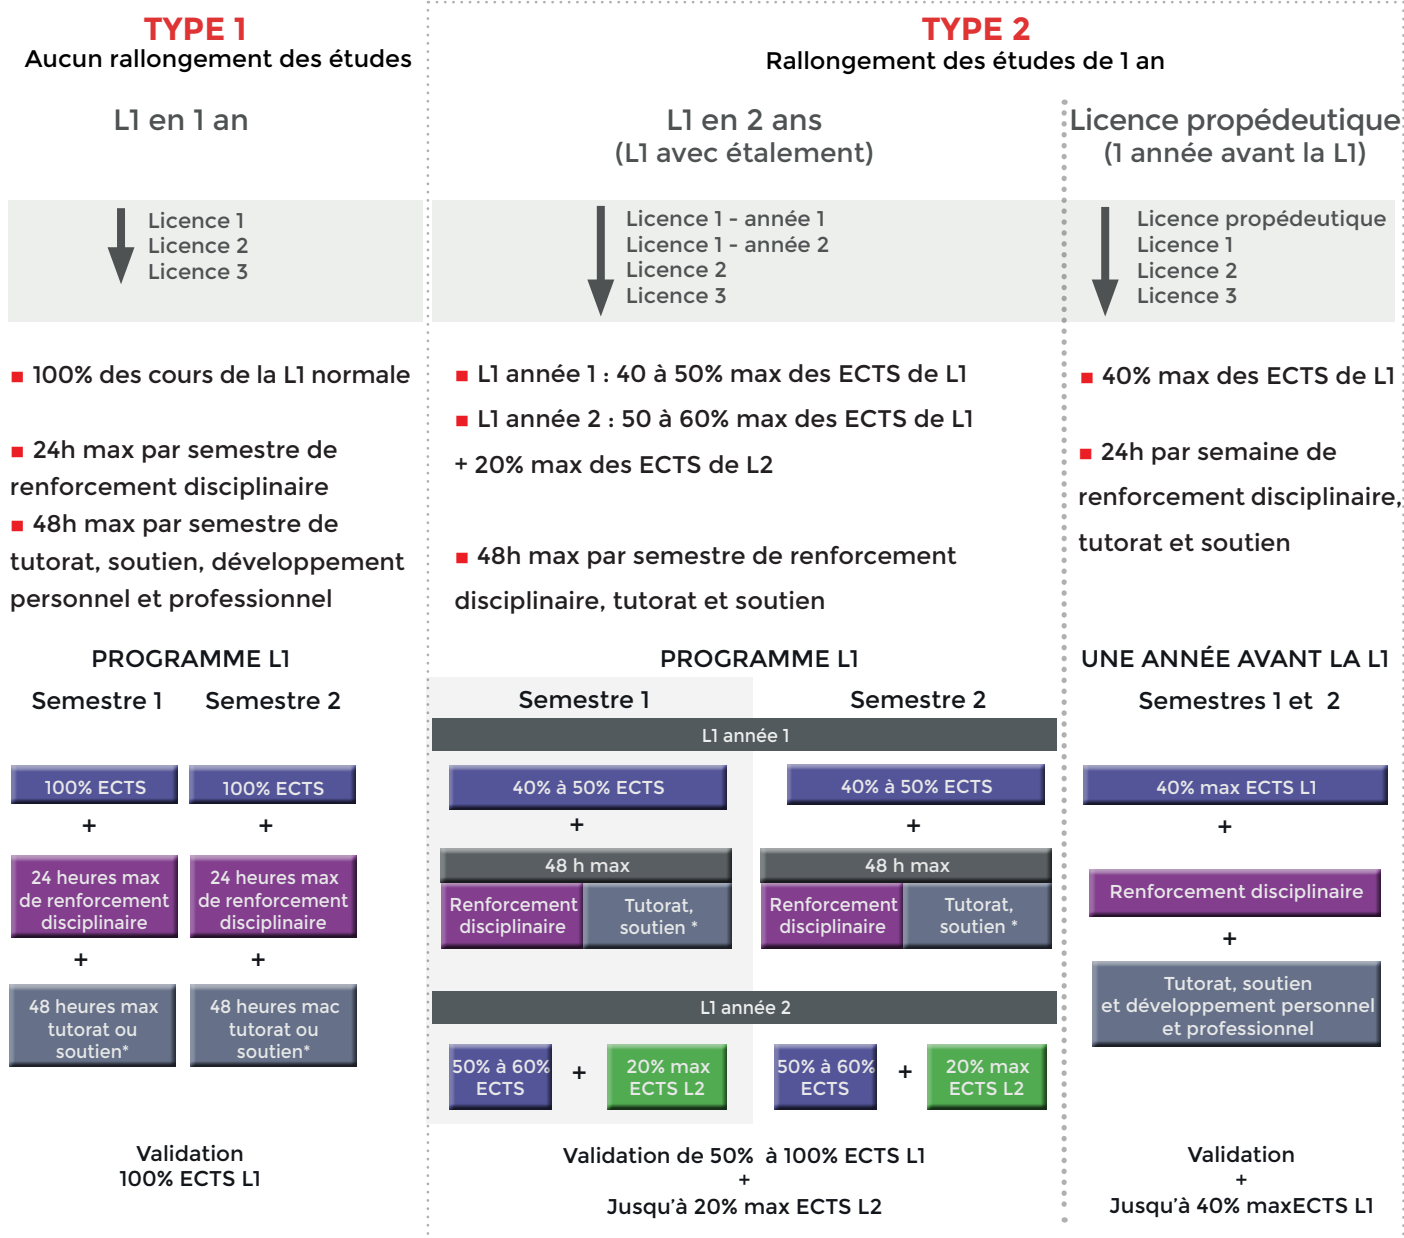 TYPE 1
Aucun rallongement des études
L1 en 1 an
Licence 1
Licence 2
Licence 3
■ 100% des cours de la L1 normale
■ 24h max par semestre de
renforcement disciplinaire
■ 48h max par semestre de
tutorat, soutien, développement
personnel et professionnel
PROGRAMME L1
Semestre 1
Semestre 2
100% ECTS
100% ECTS
+
+
24 heures max
de renforcement
disciplinaire
24 heures max
de renforcement
disciplinaire
+
+
48 heures max
tutorat ou
soutien*
48 heures mac
tutorat ou
soutien*
Validation
100% ECTS L1
TYPE 2
Rallongement des études de 1 an
L1 en 2 ans
(L1 avec étalement)
Licence 1 - année 1
Licence 1 - année 2
Licence 2
Licence 3
■ L1 année 1 : 40 à 50% max des ECTS de L1
■ L1 année 2 : 50 à 60% max des ECTS de L1
+ 20% max des ECTS de L2
■ 48h max par semestre de renforcement
disciplinaire, tutorat et soutien
PROGRAMME L1
Semestre 1
Semestre 2
L1 année 1
40% à 50% ECTS
40% à 50% ECTS
+
+
48 h max
48 h max
Renforcement
disciplinaire
Tutorat,
soutien *
Renforcement
disciplinaire
Tutorat,
soutien *
L1 année 2
50% à 60%
ECTS
+
20% max
ECTS L2
50% à 60%
ECTS
+
20% max
ECTS L2
Validation de 50% à 100% ECTS L1
+
Jusqu'à 20% max ECTS L2
Licence propédeutique
(1 année avant la L1)
Licence propédeutique
Licence 1
Licence 2
Licence 3
■ 40% max des ECTS de L1
■ 24h par semaine de
renforcement disciplinaire,
tutorat et soutien
UNE ANNÉE AVANT LA L1
Semestres 1 et 2
40% max ECTS L1
+
Renforcement disciplinaire
+
Tutorat, soutien
et développement personnel
et professionnel
Validation
+
Jusqu'à 40% maxECTS L1